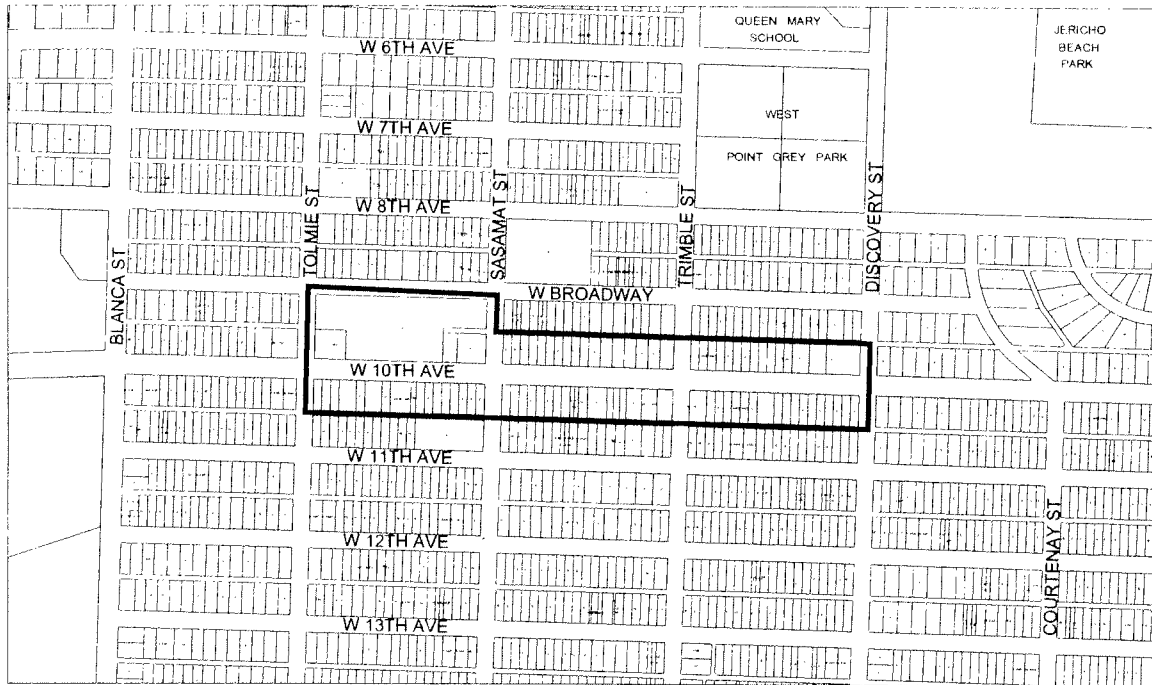 QUEEN MARY
SCHOOL
JERICHO
BEACH
PARK
W 6TH AVE
WEST
POINT GREY PARK
W 7TH AVE
W 8TH AVE
TOLMIE ST
SASAMAT ST
TRIMBLE ST
DISCOVERY ST
BLANCA ST
W BROADWAY
W 10TH AVE
W 11TH AVE
W 12TH AVE
COURTENAY ST
W 13TH AVE